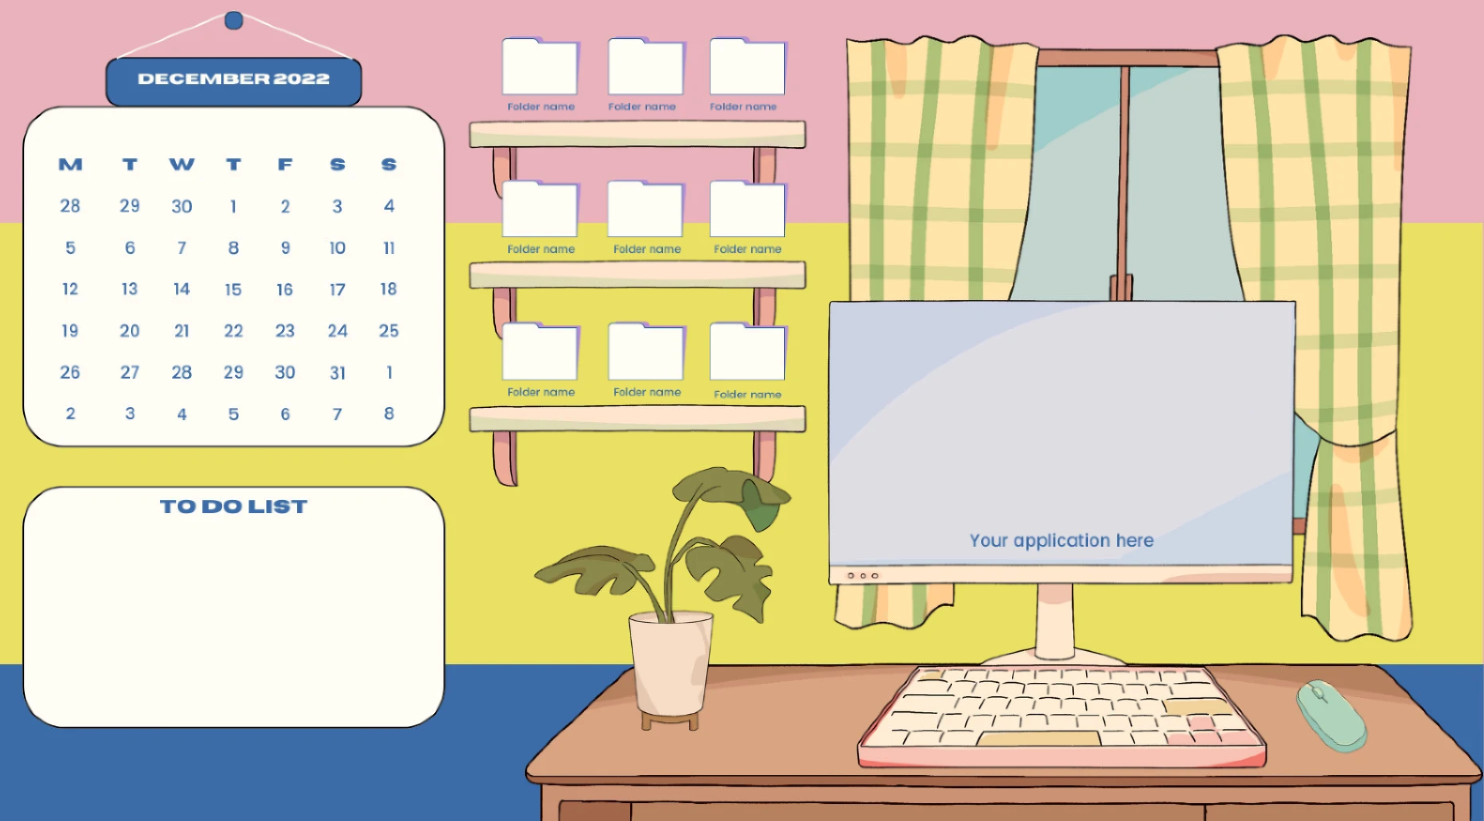 DECEMBER 2022
M T W T F S S
28 29 30 1 2 3 4
5 6 7 8 9 10 11
12 13 14 15 16 17 18
19 20 21 22 23 24 25
26 27 28 29 30 31 1
2 3 4 5 6 7 8
TO DO LIST
Folder name Folder name Folder name
Folder name Folder name Folder name
Folder name Folder name Folder name
Your application here